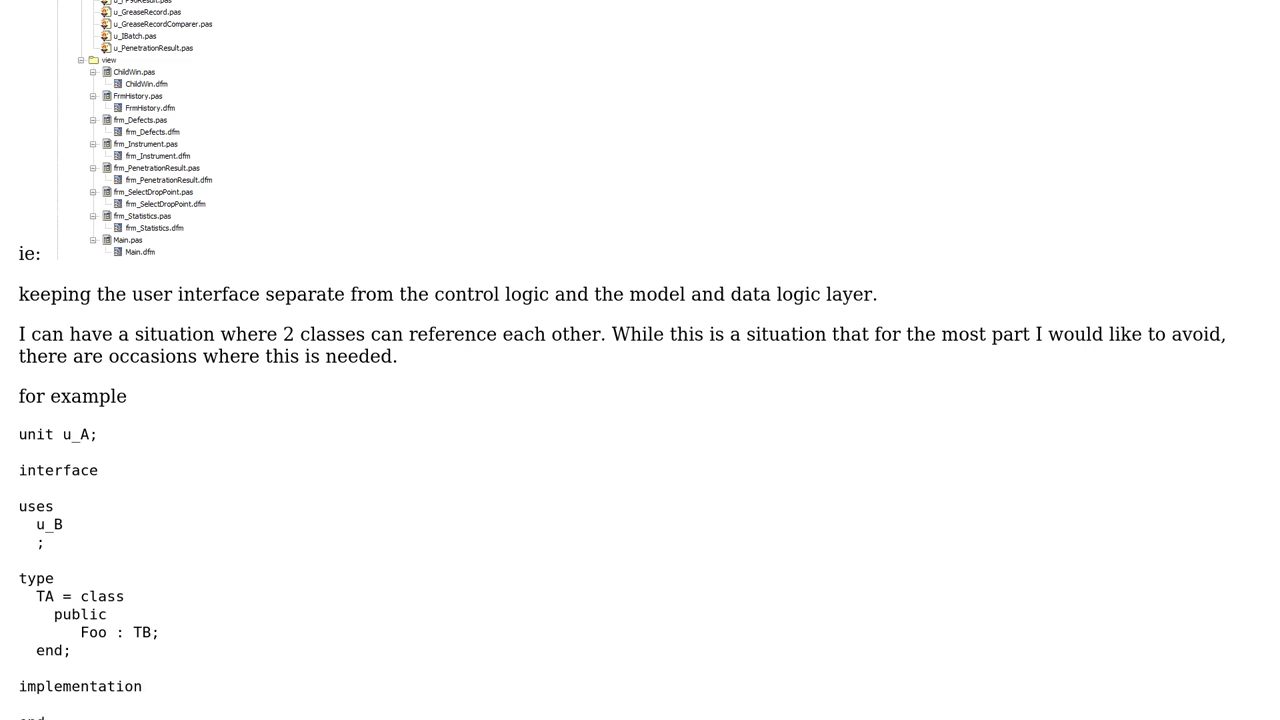 u_GreaseRecord.pas
u_GreaseRecordComparer.pas
u_IBatch.pas
u_PenetrationResult.pas
view
ChildWin.pas
ChildWin.dfm
FrmHistory.pas
FrmHistory.dfm
frm_Defects.pas
frm_Defects.dfm
frm_Instrument.pas
frm_Instrument.dfm
frm_PenetrationResult.pas
frm_PenetrationResult.dfm
frm_SelectDropPoint.pas
frm_SelectDropPoint.dfm
frm_Statistics.pas
frm_Statistics.dfm
Main.pas
Main.dfm
ie:
keeping the user interface separate from the control logic and the model and data logic layer.
I can have a situation where 2 classes can reference each other. While this is a situation that for the most part I would like to avoid,
there are occasions where this is needed.
for example
unit u_A;
interface
uses
u_B
;
type
TA = class
public
Foo : TB;
end;
implementation